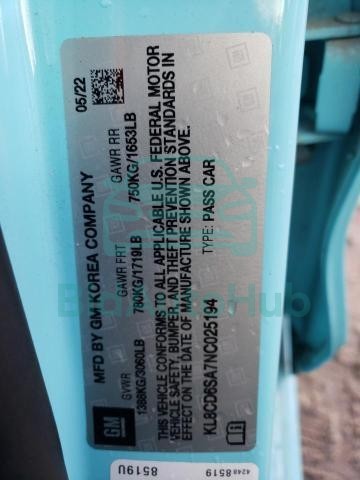 MFD BY GM KOREA COMPANY 05/22
GVWR GAWR FRT GAWR RR
1388KG/3060LB 780KG/1719LB 750KG/1653LB
THIS VEHICLE CONFORMS TO ALL APPLICABLE U.S. FEDERAL MOTOR
VEHICLE SAFETY, BUMPER, AND THEFT PREVENTION STANDARDS IN
EFFECT ON THE DATE OF MANUFACTURE SHOWN ABOVE.
KL8CD6SA7NC025194 TYPE: PASS CAR
GM
4248 8519
8519U